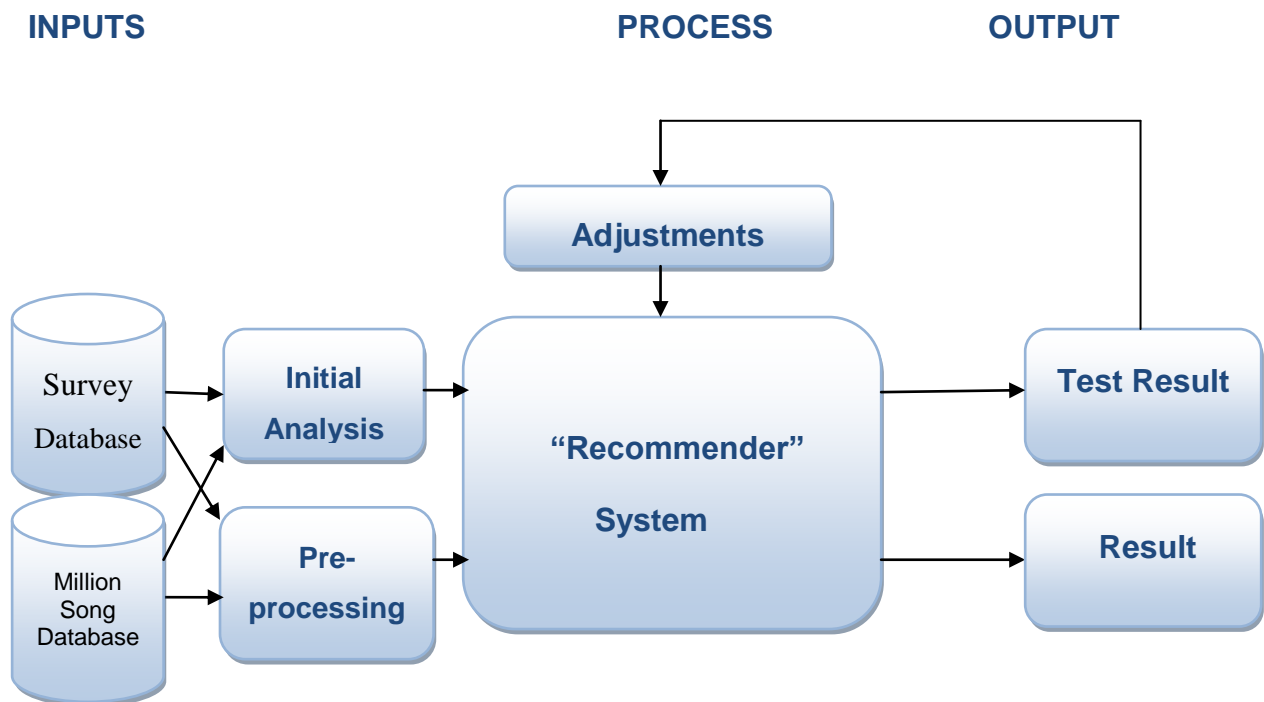 INPUTS
PROCESS
OUTPUT
Adjustments
Survey
Database
Initial
Analysis
“Recommender”
System
Test Result
Million
Song
Database
Pre-
processing
Result